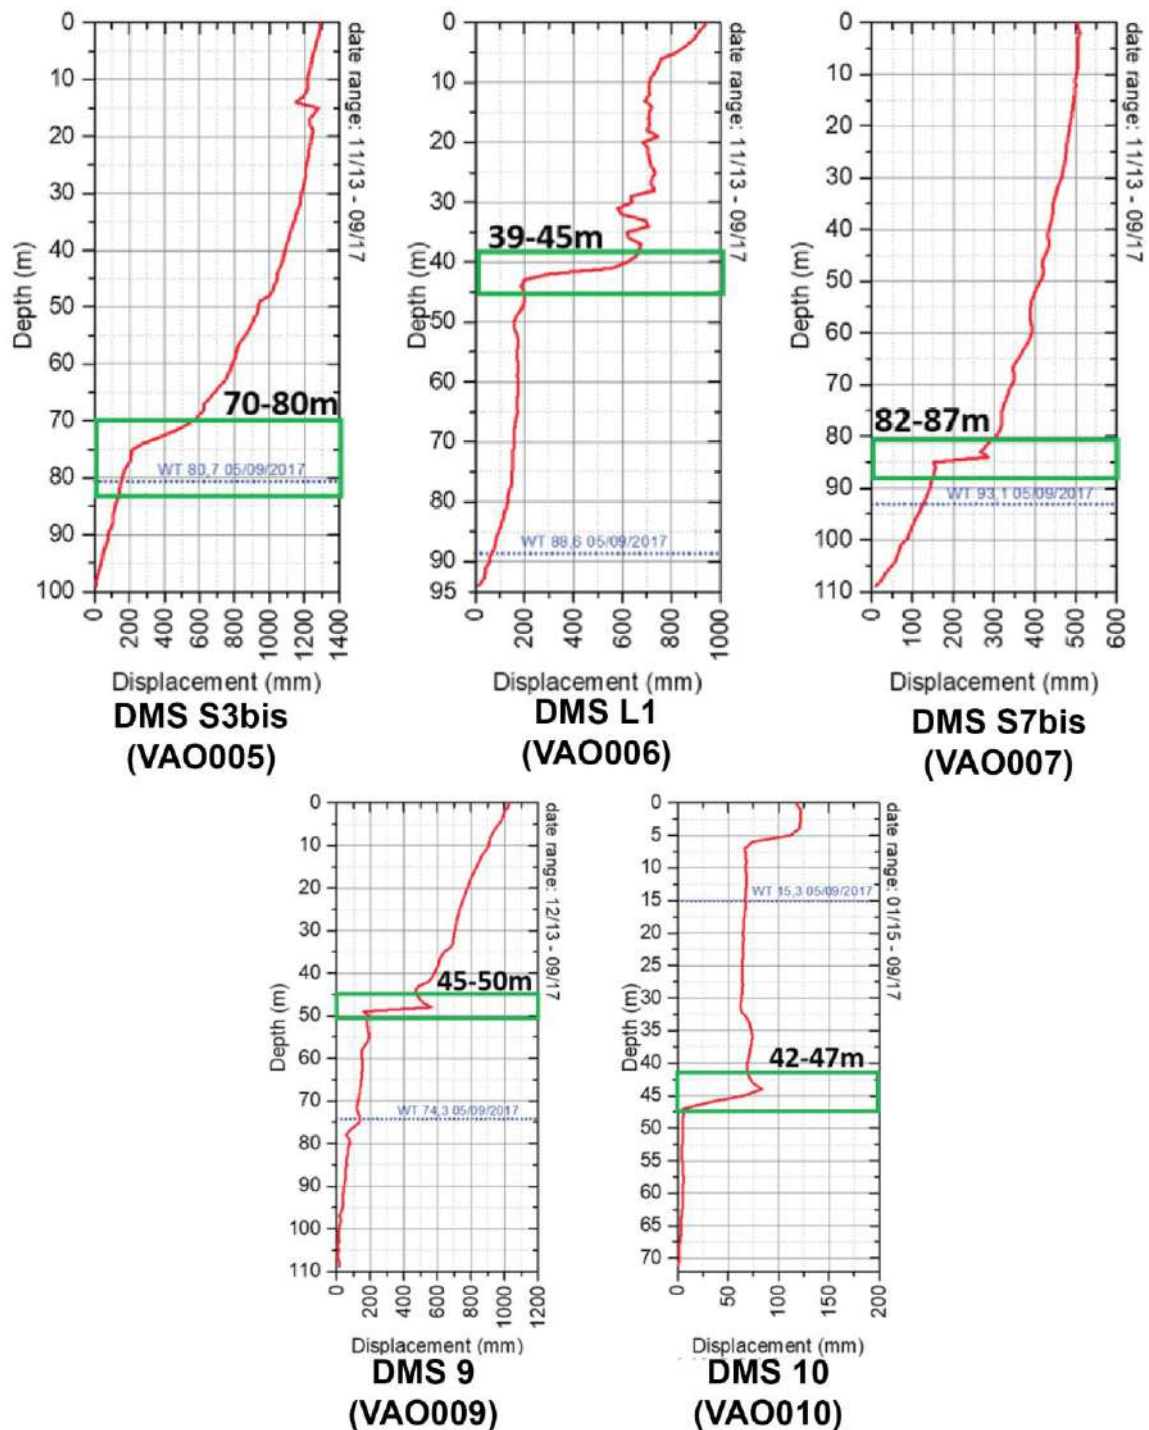 0
10
20
30
40
50
60
70
80
90
100
Depth (m)
70-80m
WT 80,7 05/09/2017
0
200
400
600
800
1000
1200
1400
Displacement (mm)
date range: 11/13 - 09/17
DMS S3bis
(VAO005)
0
10
20
30
40
50
60
70
80
90
95
Depth (m)
39-45m
WT 88,6 05/09/2017
0
200
400
600
800
1000
Displacement (mm)
date range: 11/13 - 09/17
DMS L1
(VAO006)
0
10
20
30
40
50
60
70
80
90
100
110
Depth (m)
82-87m
WT 93,1 05/09/2017
0
100
200
300
400
500
600
Displacement (mm)
date range: 11/13 - 09/17
DMS S7bis
(VAO007)
0
10
20
30
40
50
60
70
80
90
100
110
Depth (m)
45-50m
WT 74,3 05/09/2017
0
200
400
600
800
1000
1200
Displacement (mm)
date range: 12/13 - 09/17
DMS 9
(VAO009)
0
5
10
15
20
25
30
35
40
45
50
55
60
65
70
Depth (m)
WT 15,3 05/09/2017
42-47m
0
50
100
150
200
Displacement (mm)
date range: 01/15 - 09/17
DMS 10
(VAO010)